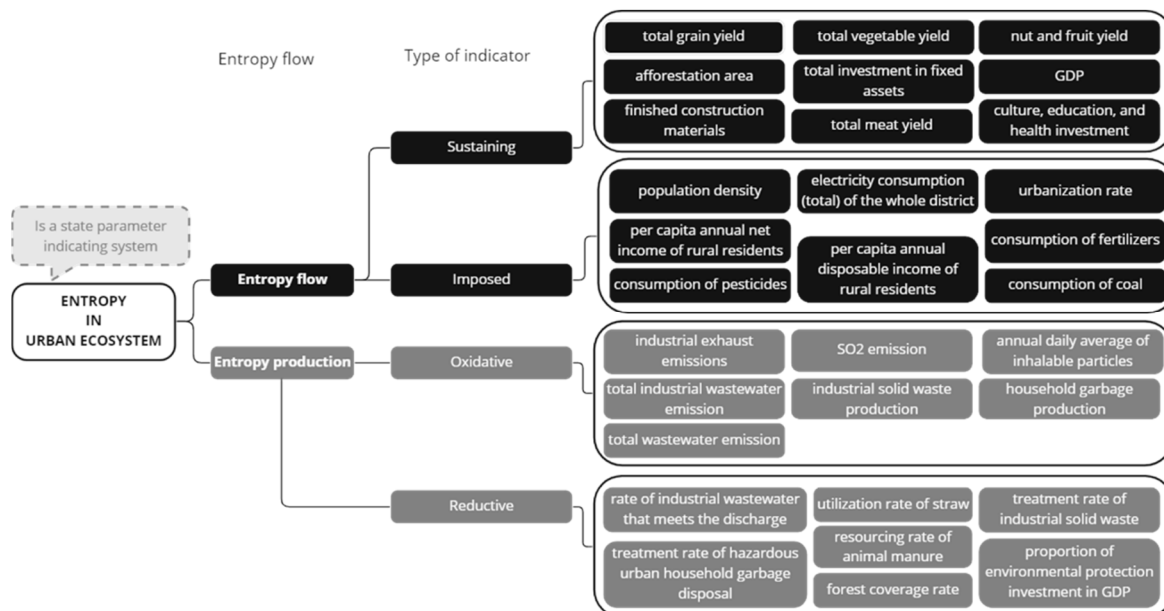 Entropy flow
Type of indicator
total grain yield
total vegetable yield
nut and fruit yield
afforestation area
total investment in fixed
assets
GDP
finished construction
materials
total meat yield
culture, education, and
health investment
Sustaining
population density
electricity consumption
(total) of the whole district
urbanization rate
per capita annual net
income of rural residents
per capita annual
disposable income of
rural residents
consumption of fertilizers
consumption of pesticides
consumption of coal
Is a state parameter
indicating system
ENTROPY
IN
URBAN ECOSYSTEM
Entropy flow
Imposed
Entropy production
Oxidative
industrial exhaust
emissions
SO2 emission
annual daily average of
inhalable particles
total industrial wastewater
emission
industrial solid waste
production
household garbage
production
total wastewater emission
Reductive
rate of industrial wastewater
that meets the discharge
utilization rate of straw
treatment rate of
industrial solid waste
treatment rate of hazardous
urban household garbage
disposal
resourcing rate of
animal manure
forest coverage rate
proportion of
environmental protection
investment in GDP